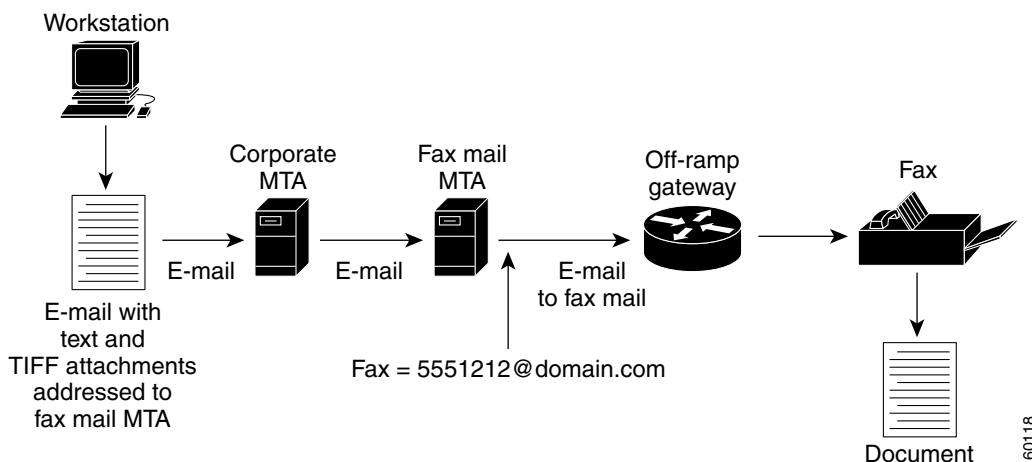 Workstation
Corporate
MTA
Fax mail
MTA
Off-ramp
gateway
Fax
E-mail
E-mail
E-mail
to fax mail
E-mail with
text and
TIFF attachments
addressed to
fax mail MTA
Fax = 5551212@domain.com
Document
60118